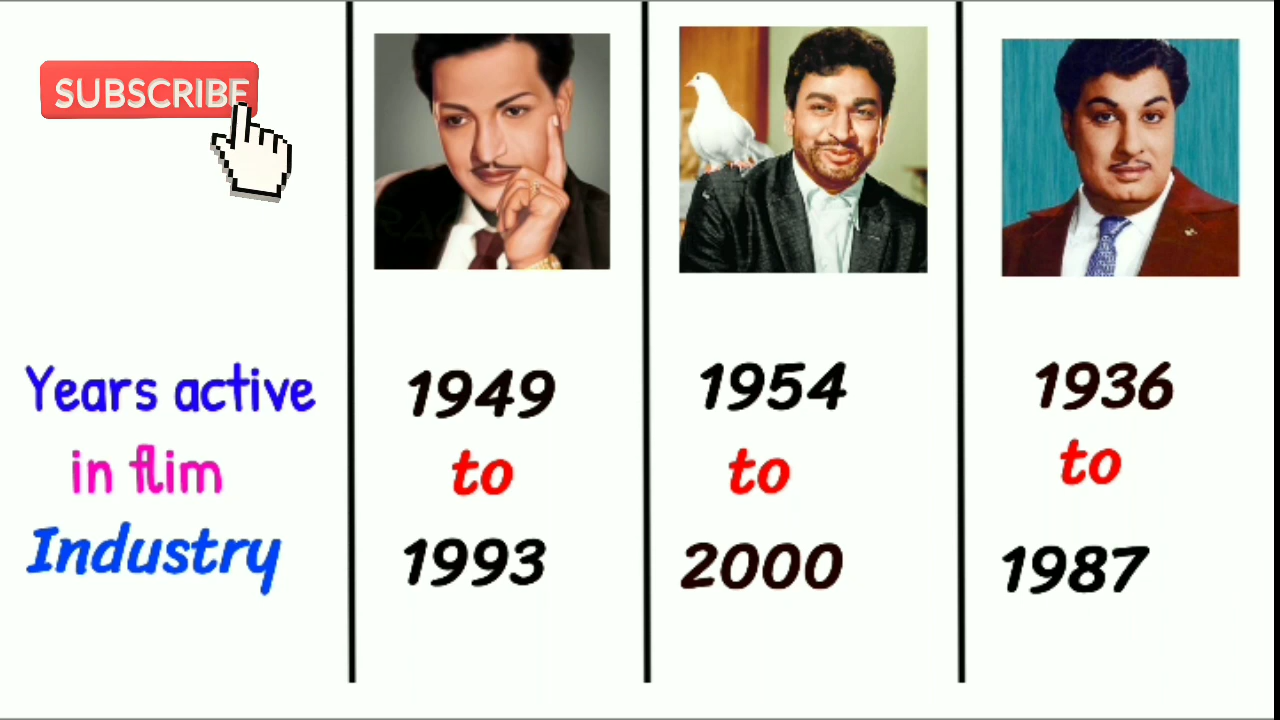 SUBSCRIBE
Years active
in flim
Industry
1949
to
1993
1954
to
2000
1936
to
1987